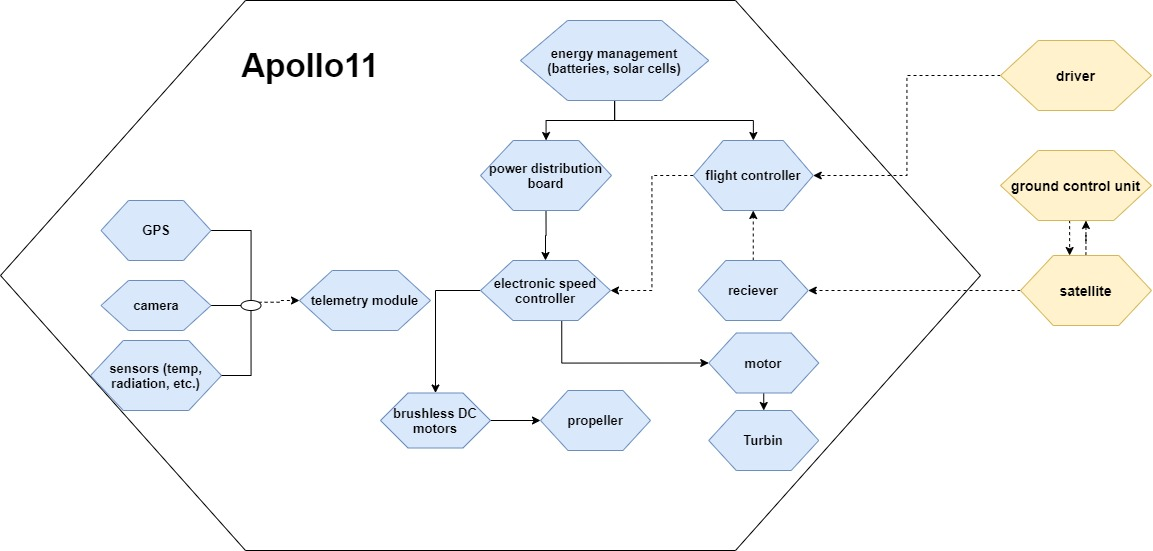 Apollo11
energy management
(batteries, solar cells)
driver
power distribution
board
flight controller
ground control unit
GPS
camera
sensors (temp,
radiation, etc.)
telemetry module
electronic speed
controller
reciever
satellite
motor
brushless DC
motors
propeller
Turbin